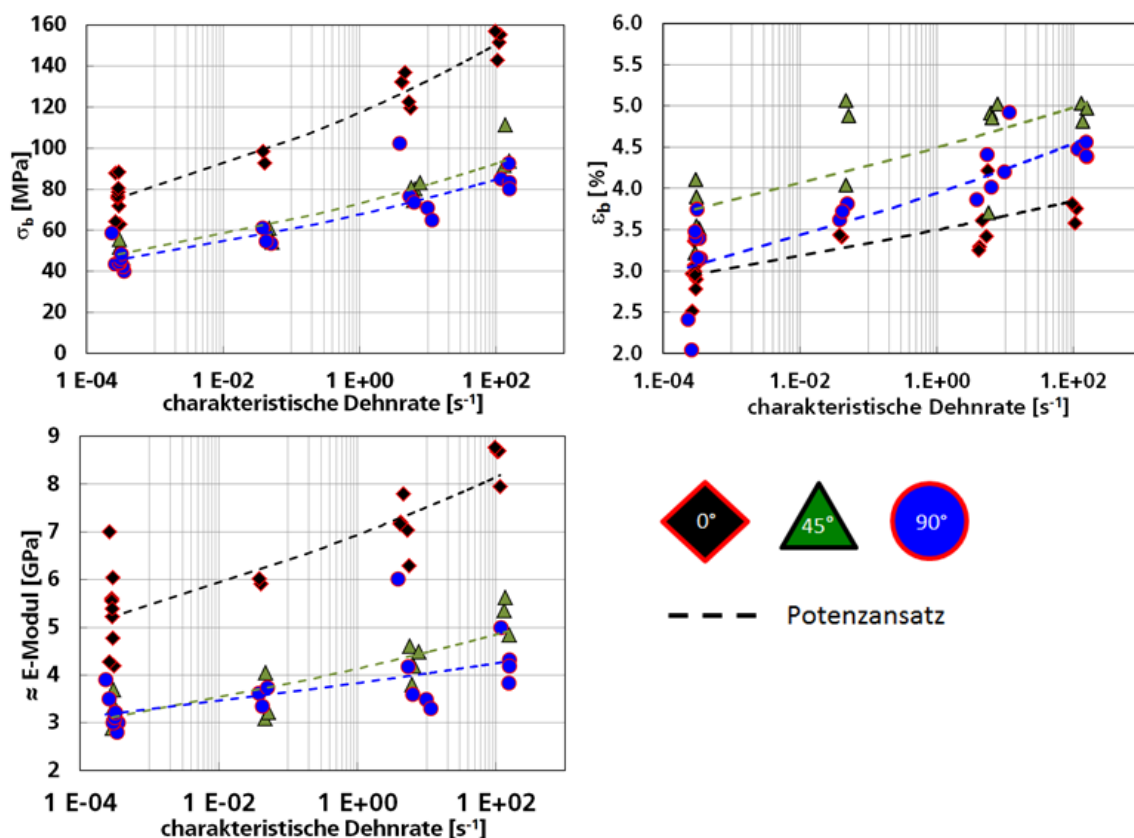 σb [MPa]
160
140
120
100
80
60
40
20
0
1 E-04 1 E-02 1 E+00 1 E+02
charakteristische Dehnrate [s-1]
εb [%]
6.0
5.5
5.0
4.5
4.0
3.5
3.0
2.5
2.0
1.E-04 1.E-02 1.E+00 1.E+02
charakteristische Dehnrate [s-1]
≈ E-Modul [GPa]
9
8
7
6
5
4
3
2
1 E-04 1 E-02 1 E+00 1 E+02
charakteristische Dehnrate [s-1]
0° 45° 90°
Potenzansatz